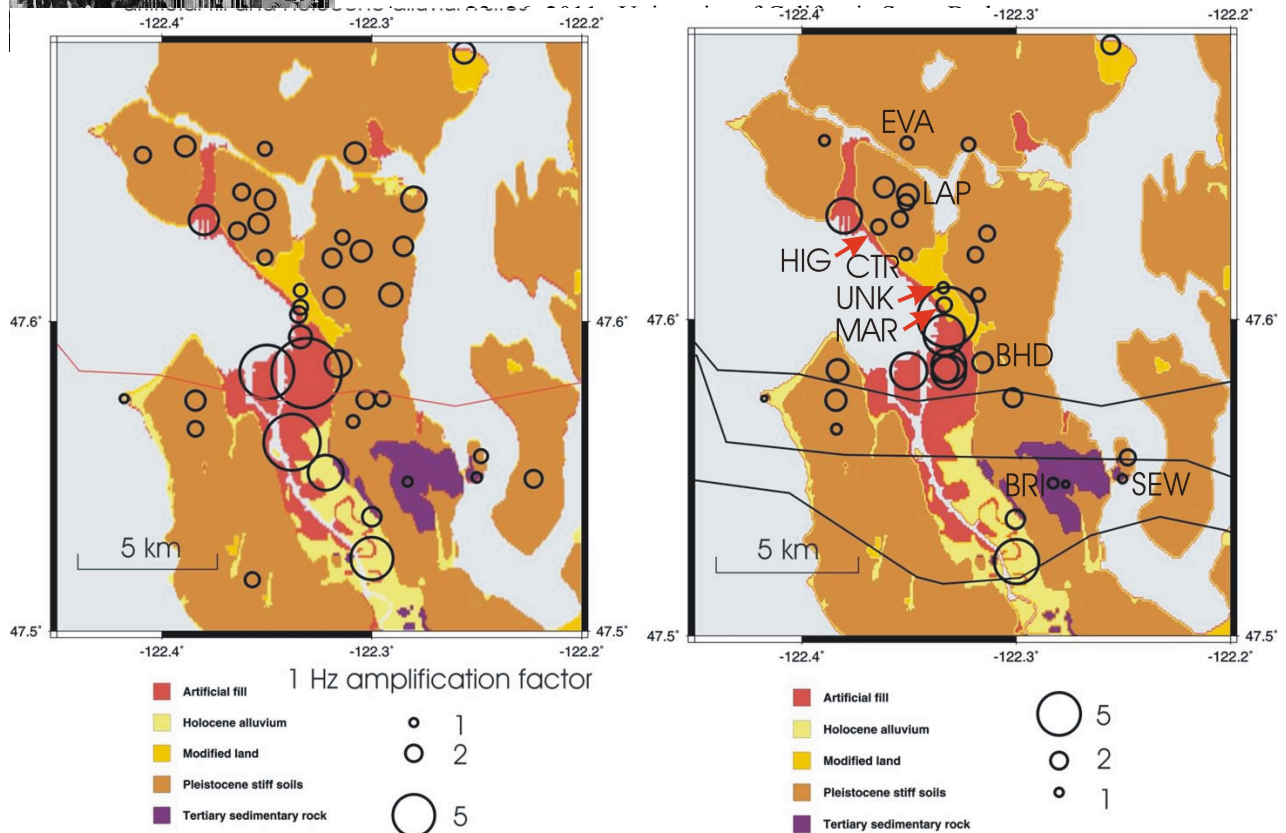 -122.4°
-122.3°
-122.2°
-122.4°
-122.3°
-122.2°
EVA
LAP
HIG
CTR
UNK
MAR
BHD
BRI
SEW
47.6°
47.6°
47.6°
47.6°
5 km
5 km
47.5°
47.5°
47.5°
47.5°
-122.4°
-122.3°
-122.2°
-122.4°
-122.3°
-122.2°
1 Hz amplification factor
Artificial fill
Holocene alluvium
Modified land
Pleistocene stiff soils
Tertiary sedimentary rock
1
2
5
Artificial fill
Holocene alluvium
Modified land
Pleistocene stiff soils
Tertiary sedimentary rock
5
2
1